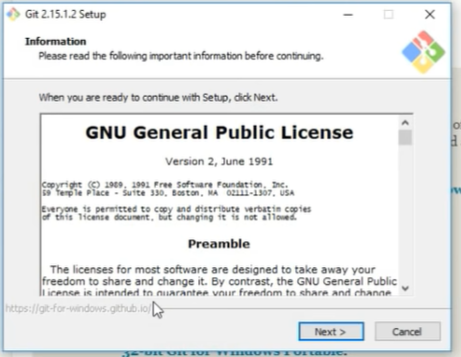 Git 2.15.1.2 Setup
Information
Please read the following important information before continuing.
When you are ready to continue with Setup, click Next.
GNU General Public License
Version 2, June 1991
Copyright (C) 1989, 1991 Free Software Foundation, Inc.
59 Temple Place - Suite 330, Boston, MA  02111-1307, USA
Everyone is permitted to copy and distribute verbatim copies
of this license document, but changing it is not allowed.
Preamble
The licenses for most software are designed to take away your
freedom to share and change it. By contrast, the GNU General Public
License is intended to guarantee your freedom to share and change
https://git-for-windows.github.io/
Next >
Cancel
32-bit Git for Windows Portable.